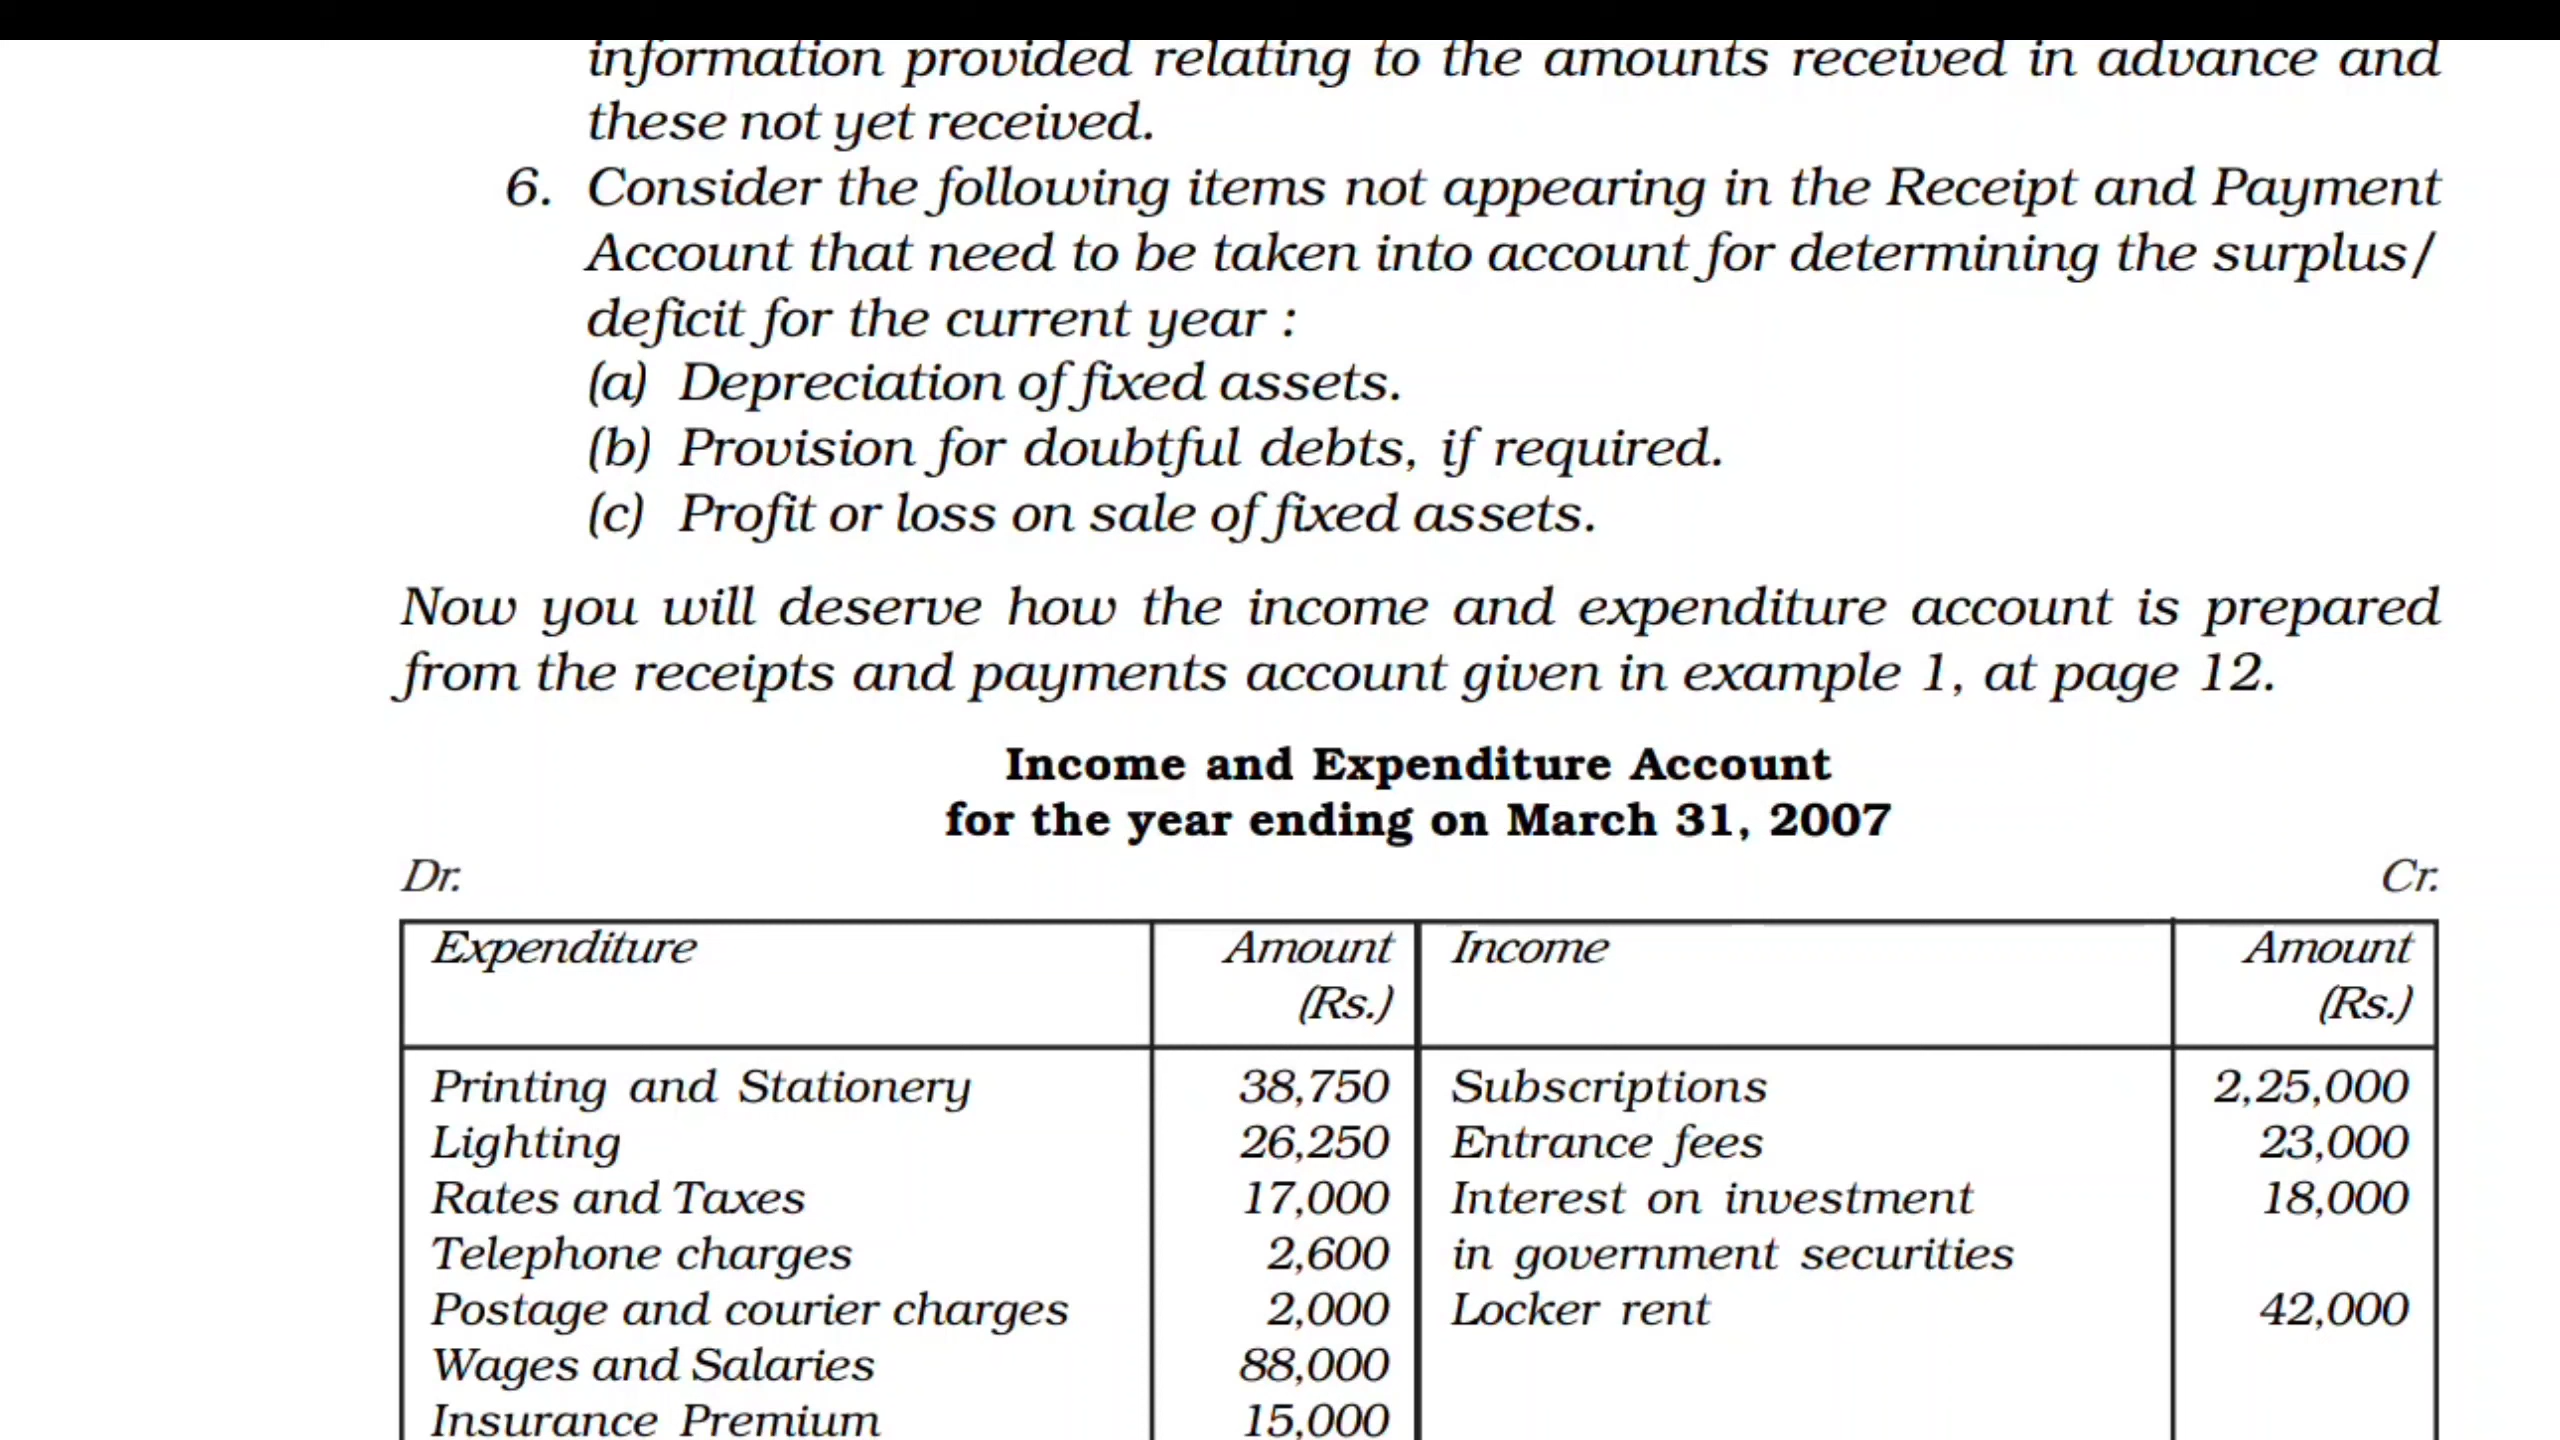 information provided relating to the amounts received in advance and
these not yet received.
6. Consider the following items not appearing in the Receipt and Payment
Account that need to be taken into account for determining the surplus/
deficit for the current year :
(a) Depreciation of fixed assets.
(b) Provision for doubtful debts, if required.
(c) Profit or loss on sale of fixed assets.
Now you will deserve how the income and expenditure account is prepared
from the receipts and payments account given in example 1, at page 12.
Income and Expenditure Account
for the year ending on March 31, 2007
Dr. Cr.
Expenditure Amount Income Amount
(Rs.) (Rs.)
Printing and Stationery 38,750 Subscriptions 2,25,000
Lighting 26,250 Entrance fees 23,000
Rates and Taxes 17,000 Interest on investment 18,000
Telephone charges 2,600 in government securities
Postage and courier charges 2,000 Locker rent 42,000
Wages and Salaries 88,000
Insurance Premium 15,000